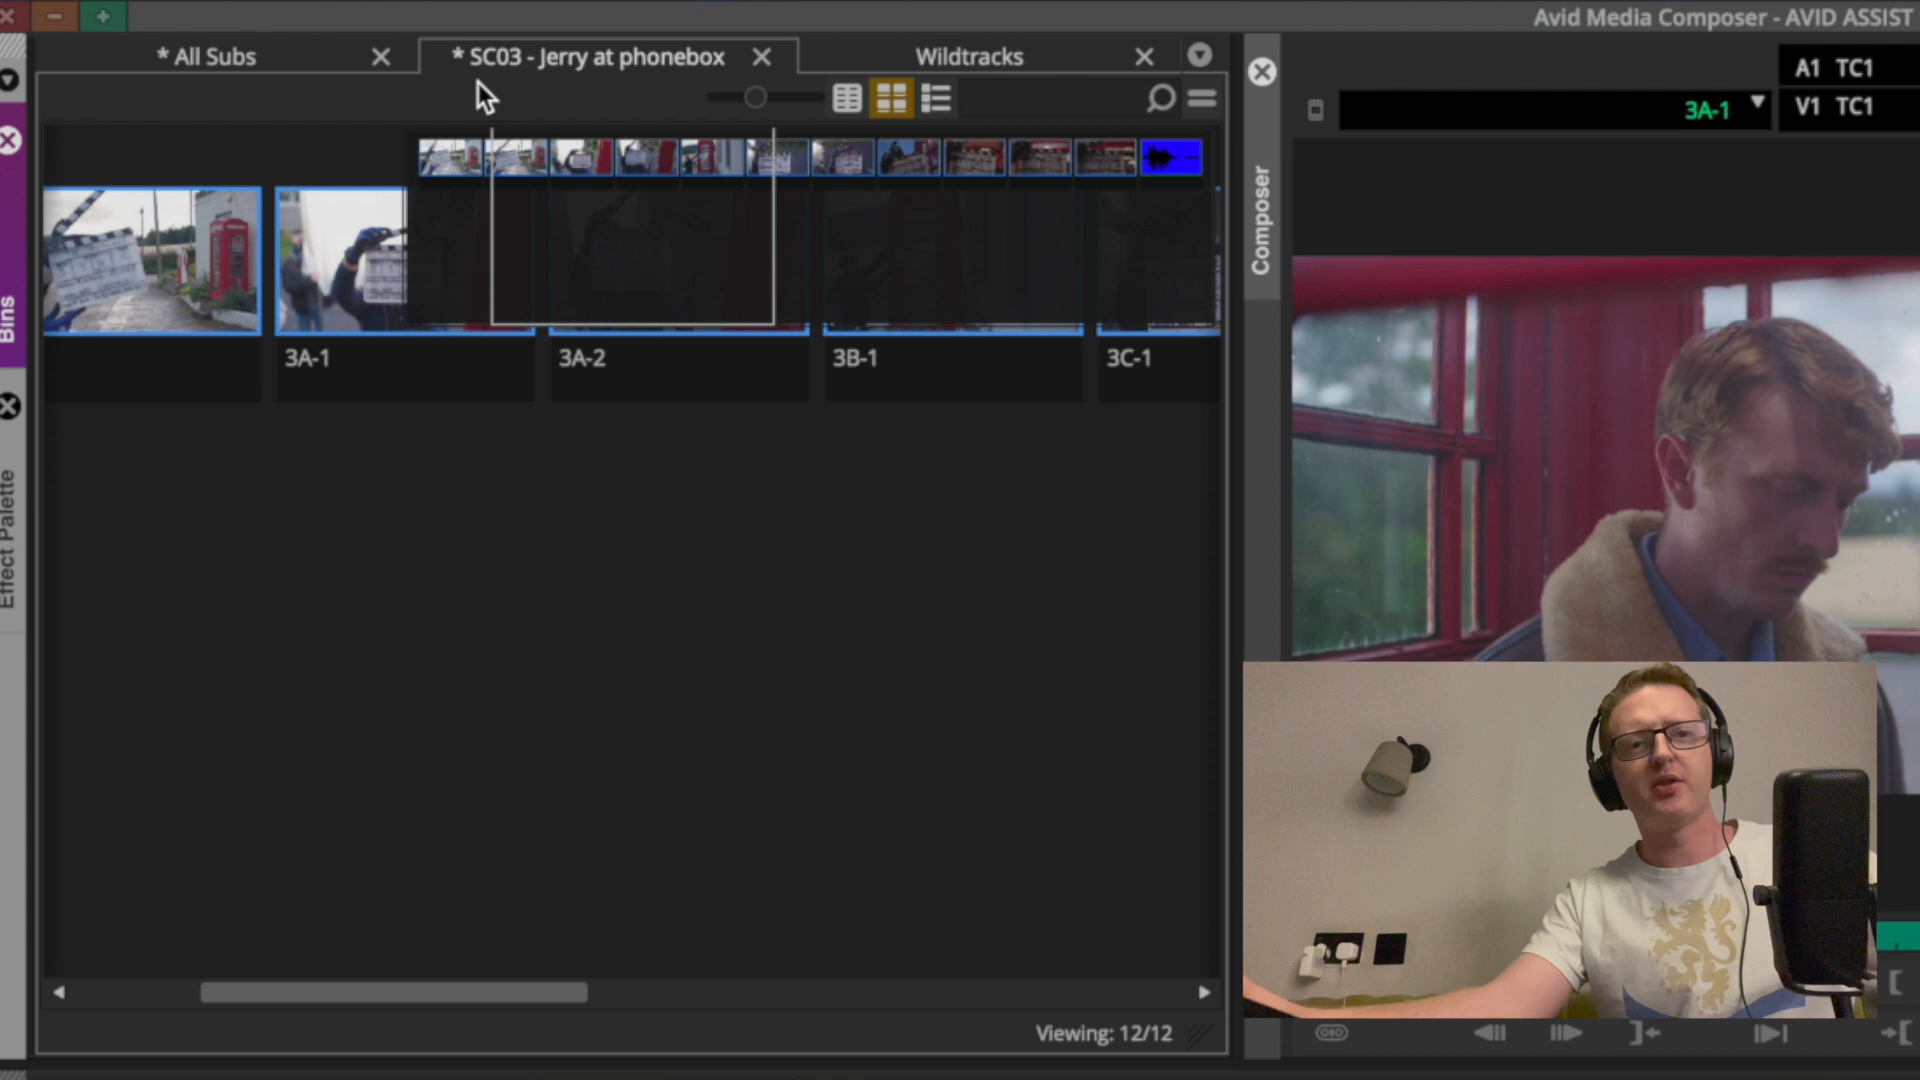 Avid Media Composer - AVID ASSIST
* All Subs
* SC03 - Jerry at phonebox
Wildtracks
A1 TC1
3A-1
V1 TC1
Composer
Bins
Effect Palette
3A-1
3A-2
3B-1
3C-1
Viewing: 12/12